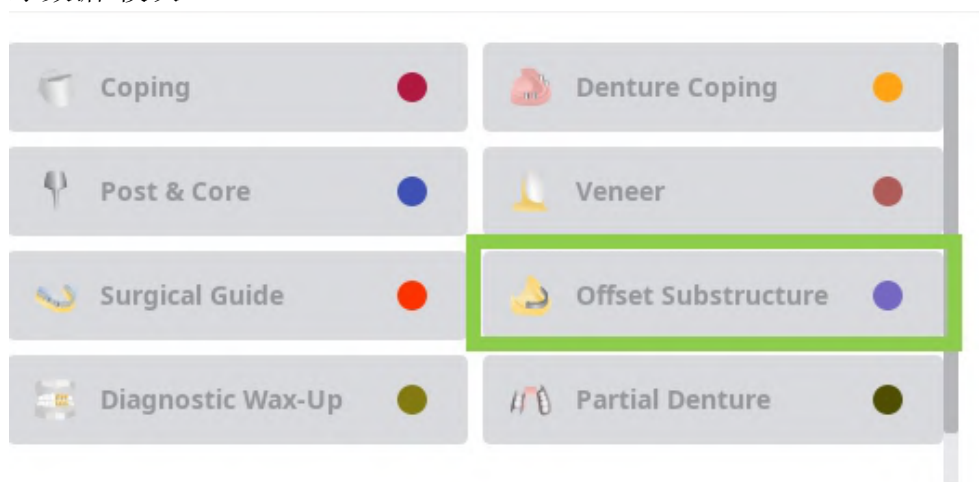 Coping
Denture Coping
Post & Core
Veneer
Surgical Guide
Offset Substructure
Diagnostic Wax-Up
Partial Denture